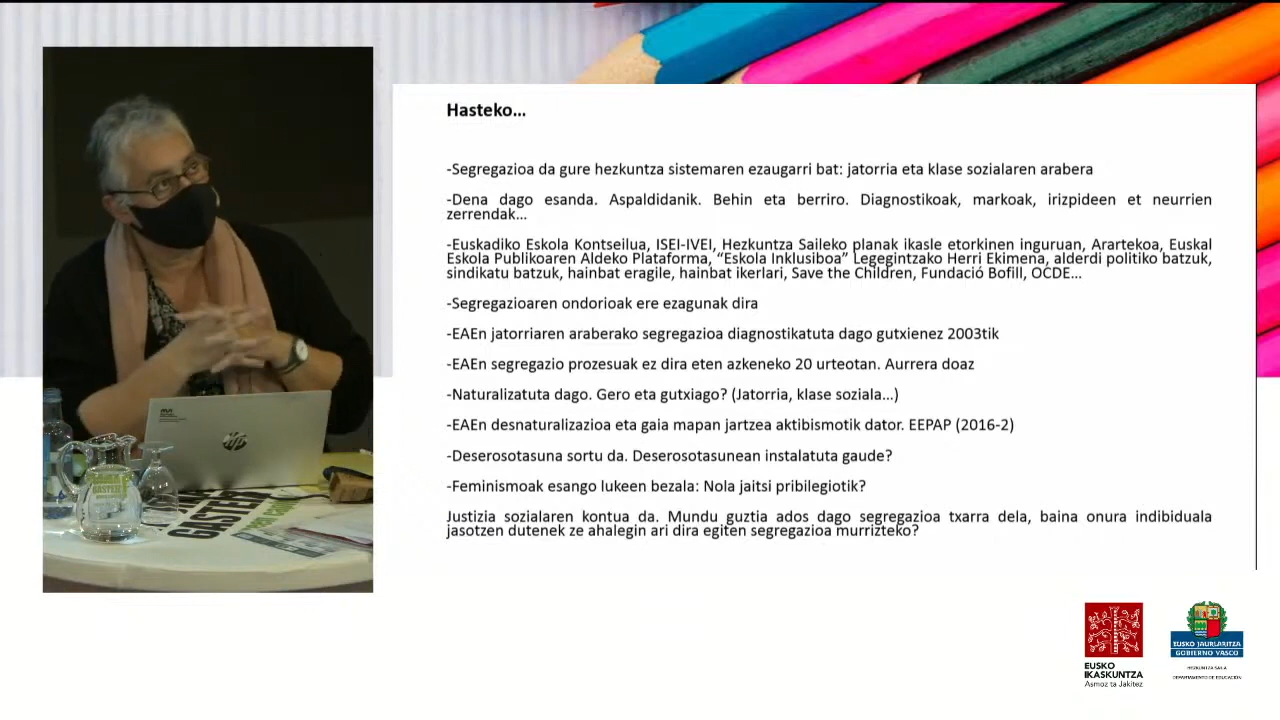 Hasteko...
-Segregazioa da gure hezkuntza sistemaren ezaugarri bat: jatorria eta klase sozialaren arabera
-Dena dago esanda. Aspaldidanik. Behin eta berriro. Diagnostikoak, markoak, irizpideen et neurrien
zerrendak...
-Euskadiko Eskola Kontseilua, ISEI-IVEI, Hezkuntza Saileko planak ikasle etorkinen inguruan, Arartekoa, Euskal
Eskola Publikoaren Aldeko Plataforma, “Eskola Inklusiboa” Legegintzako Herri Ekimena, alderdi politiko batzuk,
sindikatu batzuk, hainbat eragile, hainbat ikerlari, Save the Children, Fundació Bofill, OCDE...
-Segregazioaren ondorioak ere ezagunak dira
-EAEn jatorriaren araberako segregazioa diagnostikatuta dago gutxienez 2003tik
-EAEn segregazio prozesuak ez dira eten azkeneko 20 urteotan. Aurrera doaz
-Naturalizatuta dago. Gero eta gutxiago? (Jatorria, klase soziala...)
-EAEn desnaturalizazioa eta gaia mapan jartzea aktibismotik dator. EEPAP (2016-2)
-Deserosotasuna sortu da. Deserosotasunean instalatuta gaude?
-Feminismoak esango lukeen bezala: Nola jaitsi pribilegiotik?
Justizia sozialaren kontua da. Mundu guztia ados dago segregazioa txarra dela, baina onura indibiduala
jasotzen dutenek ze ahalegin ari dira egiten segregazioa murrizteko?
hp
GASTEIZ
EUSKO
IKASKUNTZA
Asmoz ta Jakitez
EUSKO JAURLARITZA
GOBIERNO VASCO
HEZKUNTZA SAILA
DEPARTAMENTO DE EDUCACIÓN